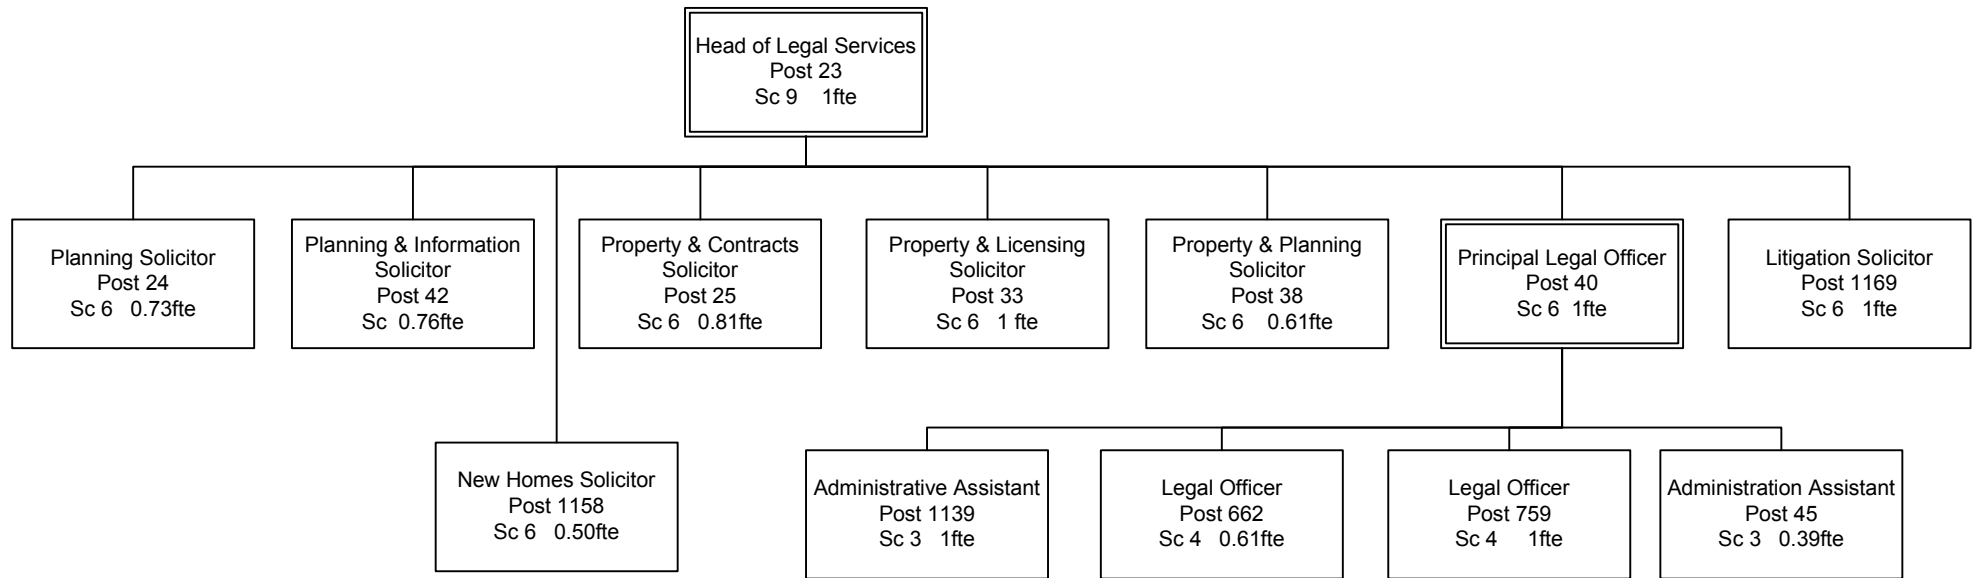 Head of Legal Services
Post 23
Sc 9 1fte
Planning Solicitor
Post 24
Sc 6 0.73fte
Planning & Information
Solicitor
Post 42
Sc 0.76fte
Property & Contracts
Solicitor
Post 25
Sc 6 0.81fte
Property & Licensing
Solicitor
Post 33
Sc 6 1 fte
Property & Planning
Solicitor
Post 38
Sc 6 0.61fte
Principal Legal Officer
Post 40
Sc 6 1fte
Litigation Solicitor
Post 1169
Sc 6 1fte
New Homes Solicitor
Post 1158
Sc 6 0.50fte
Administrative Assistant
Post 1139
Sc 3 1fte
Legal Officer
Post 662
Sc 4 0.61fte
Legal Officer
Post 759
Sc 4 1fte
Administration Assistant
Post 45
Sc 3 0.39fte